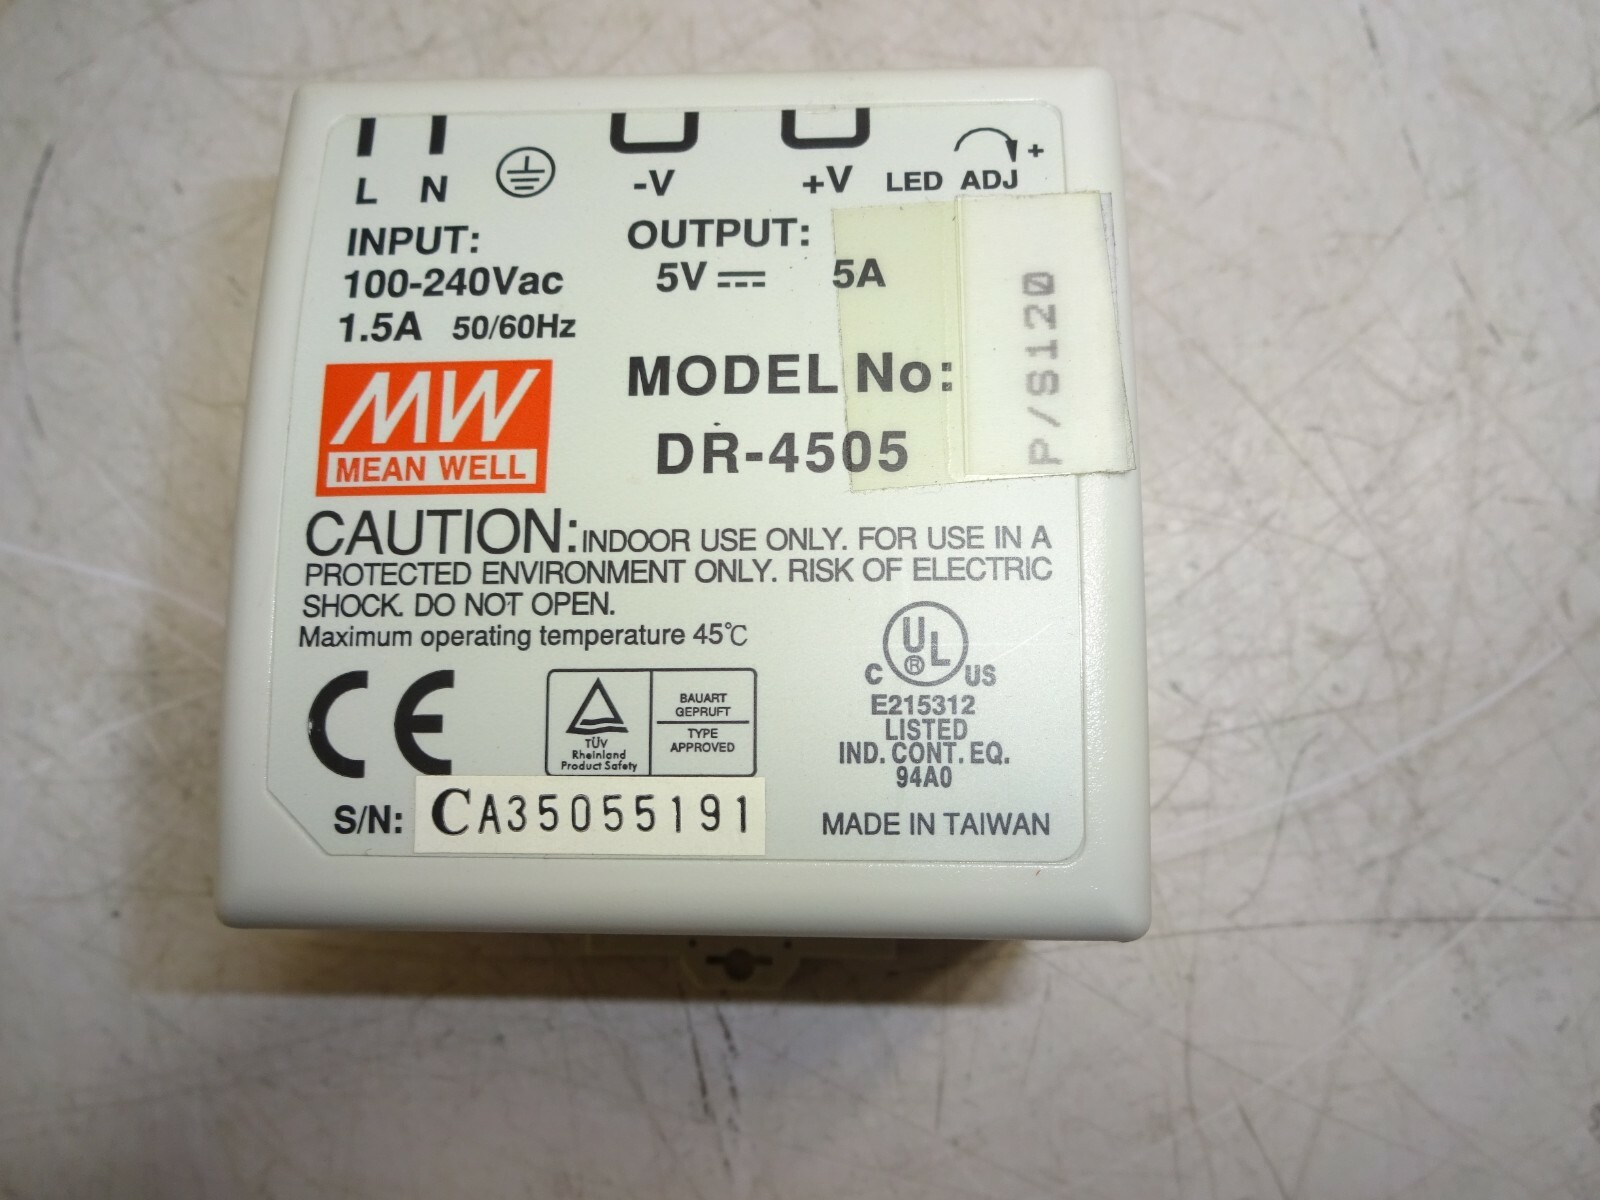 L N -V +V LED ADJ +
INPUT: OUTPUT:
100-240Vac 5V 5A
1.5A 50/60Hz
P/S120
MODEL No:
MW DR-4505
MEAN WELL
CAUTION: INDOOR USE ONLY. FOR USE IN A
PROTECTED ENVIRONMENT ONLY. RISK OF ELECTRIC
SHOCK. DO NOT OPEN.
Maximum operating temperature 45°C
CE
TÜV
Rheinland
Product Safety
BAUART
GEPRUFT
TYPE
APPROVED
UL
®
C US
E215312
LISTED
IND. CONT. EQ.
94A0
S/N: CA35055191
MADE IN TAIWAN